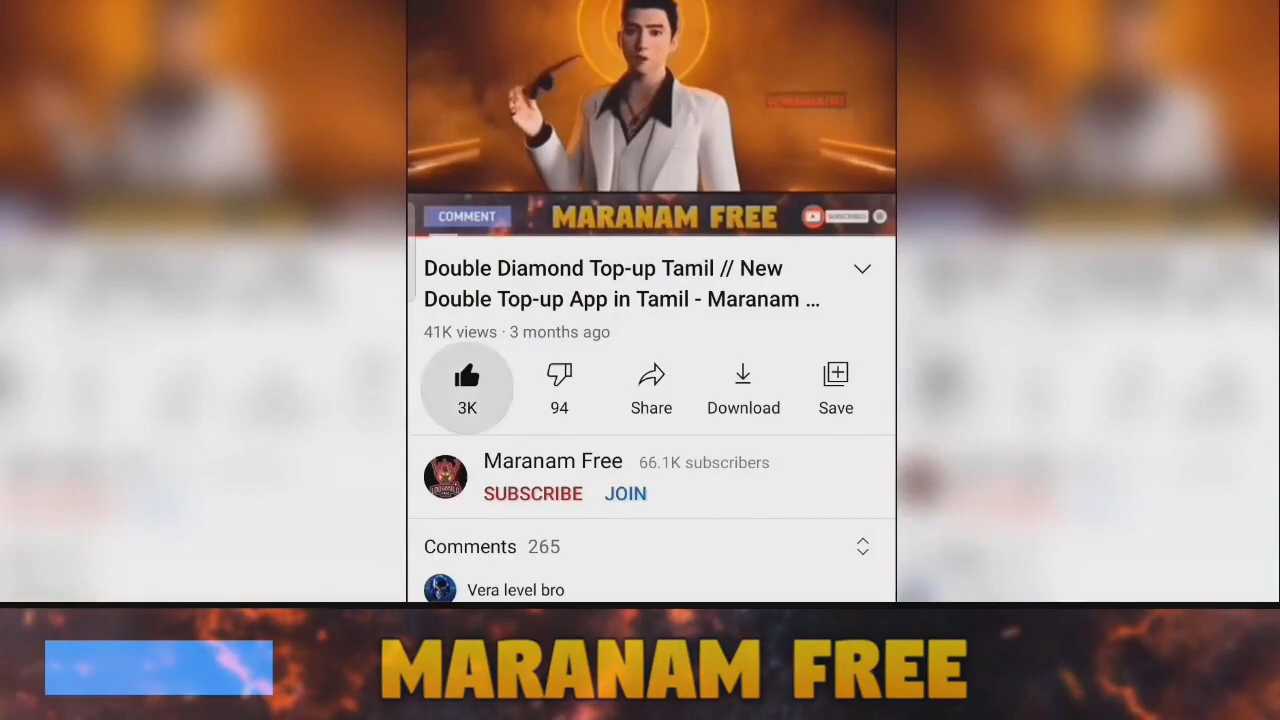 COMMENT
MARANAM FREE
SUBSCRIBED
Double Diamond Top-up Tamil // New
Double Top-up App in Tamil - Maranam ...
41K views · 3 months ago
3K
94
Share
Download
Save
Maranam Free 66.1K subscribers
SUBSCRIBE JOIN
Comments 265
Vera level bro
MARANAM FREE